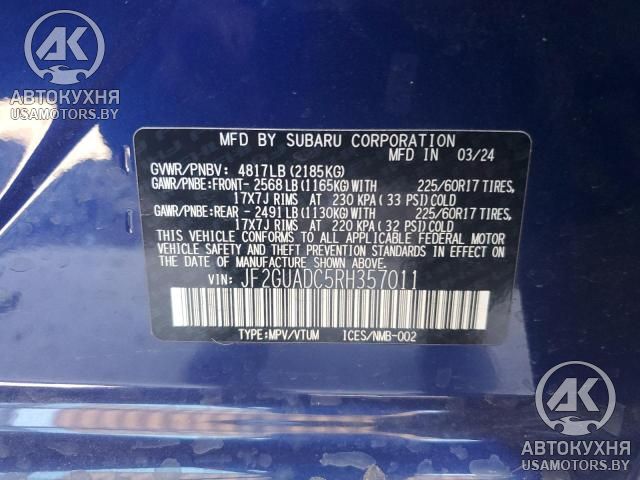 AK
АВТОКУХНЯ
USAMOTORS.BY
MFD BY SUBARU CORPORATION
MFD IN 03/24
GVWR/PNBV: 4817LB (2185KG)
GAWR/PNBE:FRONT- 2568LB (1165KG)WITH 225/60R17 TIRES,
17X7J RIMS AT 230 KPA (33 PSI)COLD
GAWR/PNBE:REAR - 2491LB (1130KG)WITH 225/60R17 TIRES,
17X7J RIMS AT 220 KPA (32 PSI)COLD
THIS VEHICLE CONFORMS TO ALL APPLICABLE FEDERAL MOTOR
VEHICLE SAFETY AND THEFT PREVENTION STANDARDS IN EFFECT
ON THE DATE OF MANUFACTURE SHOWN ABOVE.
VIN: JF2GUADC5RH357011
TYPE:MPV/VTUM ICES/NMB-002
AK
АВТОКУХНЯ
USAMOTORS.BY